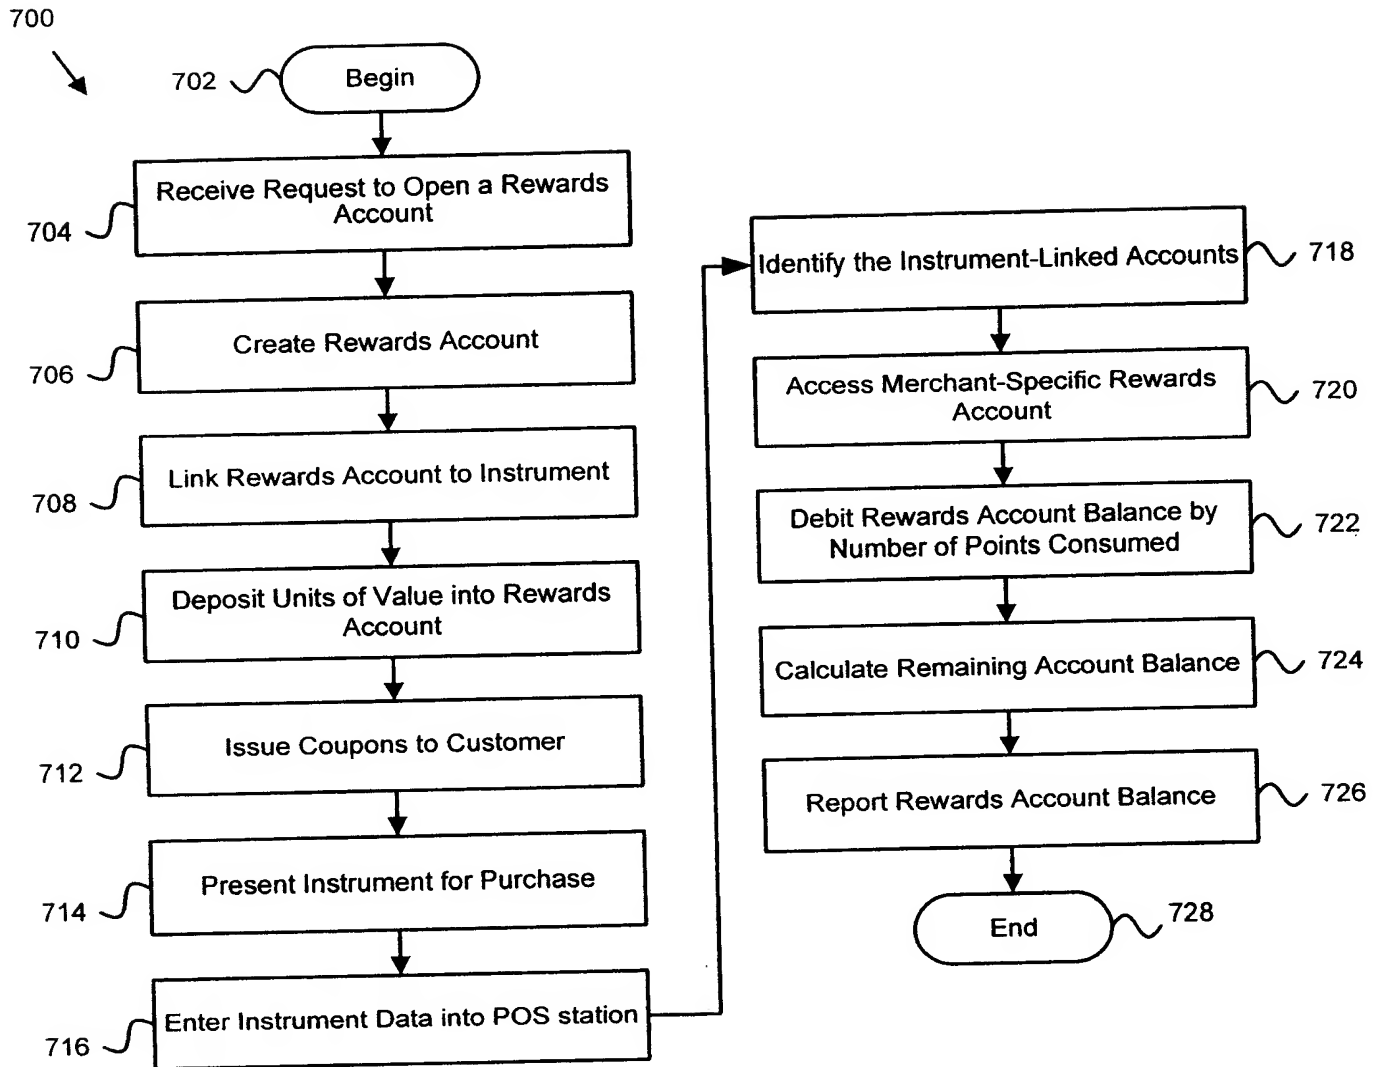 700
702
Begin
Receive Request to Open a Rewards
Account
704
Create Rewards Account
706
Link Rewards Account to Instrument
708
Deposit Units of Value into Rewards
Account
710
Issue Coupons to Customer
712
Present Instrument for Purchase
714
Enter Instrument Data into POS station
716
Identify the Instrument-Linked Accounts
718
Access Merchant-Specific Rewards
Account
720
Debit Rewards Account Balance by
Number of Points Consumed
722
Calculate Remaining Account Balance
724
Report Rewards Account Balance
726
End
728